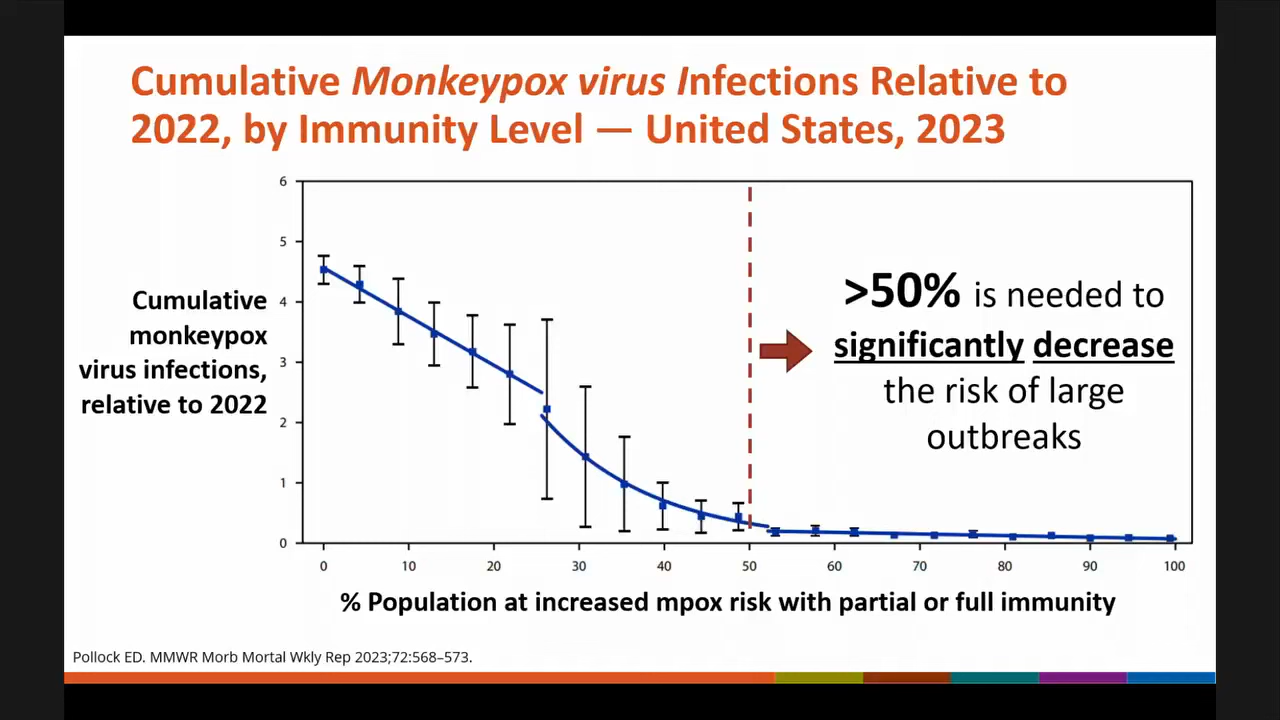 Cumulative Monkeypox virus Infections Relative to
2022, by Immunity Level — United States, 2023
6
5
4
3
2
1
0
Cumulative
monkeypox
virus infections,
relative to 2022
>50% is needed to
significantly decrease
the risk of large
outbreaks
0 10 20 30 40 50 60 70 80 90 100
% Population at increased mpox risk with partial or full immunity
Pollock ED. MMWR Morb Mortal Wkly Rep 2023;72:568–573.